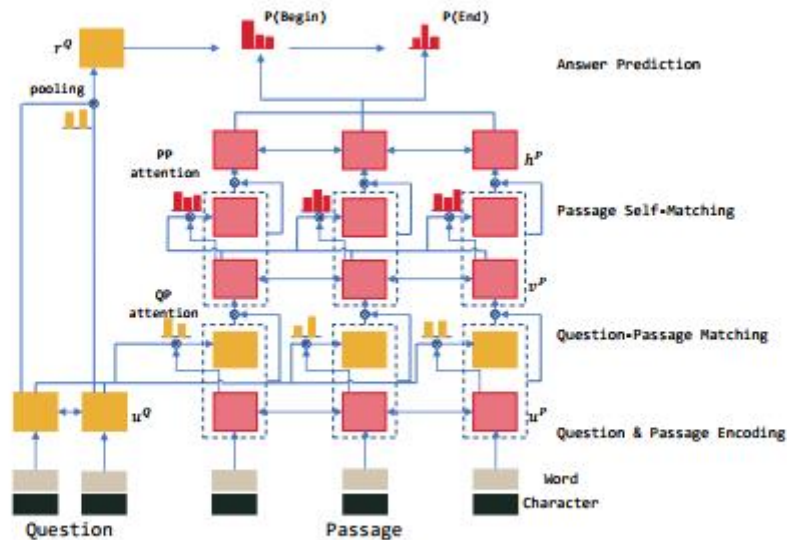 P(Begin)
P(End)
r^Q
Answer Prediction
pooling
PP
attention
h^P
Passage Self-Matching
v^P
QP
attention
Question-Passage Matching
u^Q
u^P
Question & Passage Encoding
Word
Character
Question
Passage